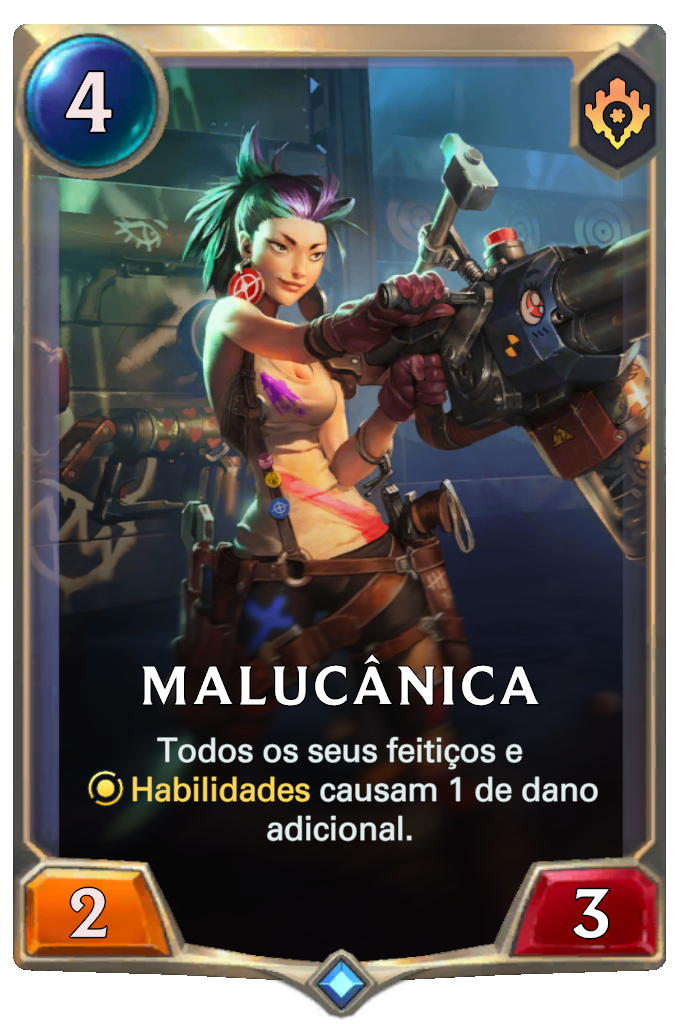 4
MALUCÂNICA
Todos os seus feitiços e
Habilidades causam 1 de dano
adicional.
2
3